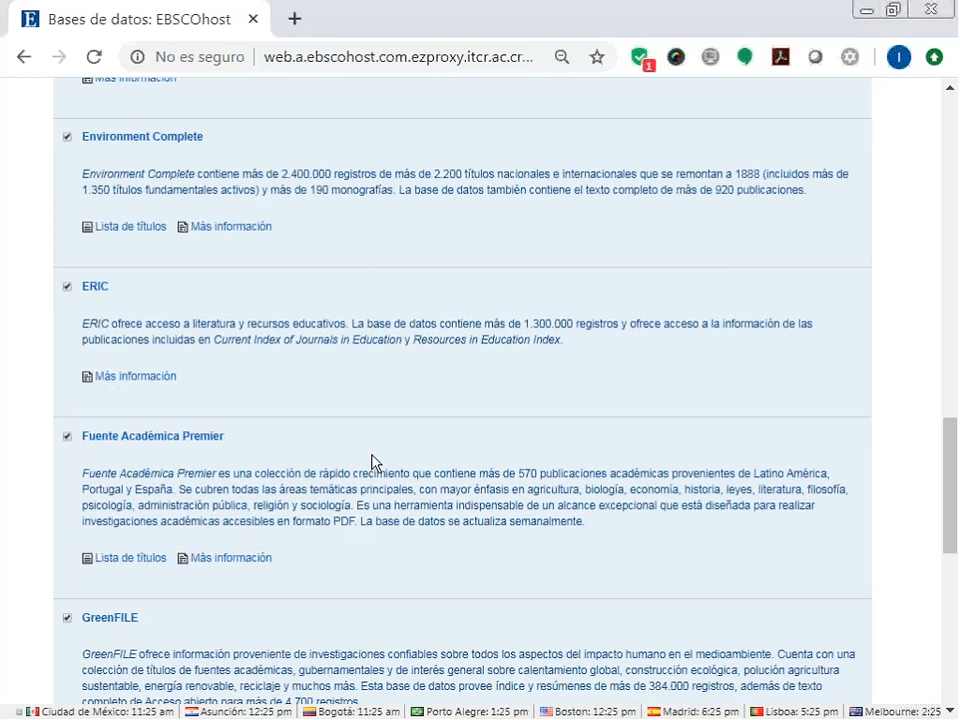 Bases de datos: EBSCOhost
No es seguro
web.a.ebscohost.com.ezproxy.itcr.ac.cr...
1
I
Más información
Environment Complete
Environment Complete contiene más de 2.400.000 registros de más de 2.200 títulos nacionales e internacionales que se remontan a 1888 (incluidos más de
1.350 títulos fundamentales activos) y más de 190 monografías. La base de datos también contiene el texto completo de más de 920 publicaciones.
Lista de títulos Más información
ERIC
ERIC ofrece acceso a literatura y recursos educativos. La base de datos contiene más de 1.300.000 registros y ofrece acceso a la información de las
publicaciones incluidas en Current Index of Journals in Education y Resources in Education Index.
Más información
Fuente Académica Premier
Fuente Académica Premier es una colección de rápido crecimiento que contiene más de 570 publicaciones académicas provenientes de Latino América,
Portugal y España. Se cubren todas las áreas temáticas principales, con mayor énfasis en agricultura, biología, economía, historia, leyes, literatura, filosofía,
psicología, administración pública, religión y sociología. Es una herramienta indispensable de un alcance excepcional que está diseñada para realizar
investigaciones académicas accesibles en formato PDF. La base de datos se actualiza semanalmente.
Lista de títulos Más información
GreenFILE
GreenFILE ofrece información proveniente de investigaciones confiables sobre todos los aspectos del impacto humano en el medioambiente. Cuenta con una
colección de títulos de fuentes académicas, gubernamentales y de interés general sobre calentamiento global, construcción ecológica, polución agricultura
sustentable, energía renovable, reciclaje y muchos más. Esta base de datos provee índice y resúmenes de más de 384.000 registros, además de texto
completo de Acceso abierto para más de 4.700 registros.
Ciudad de México: 11:25 am Asunción: 12:25 pm Bogotá: 11:25 am Porto Alegre: 1:25 pm Boston: 12:25 pm Madrid: 6:25 pm Lisboa: 5:25 pm Melbourne: 2:25